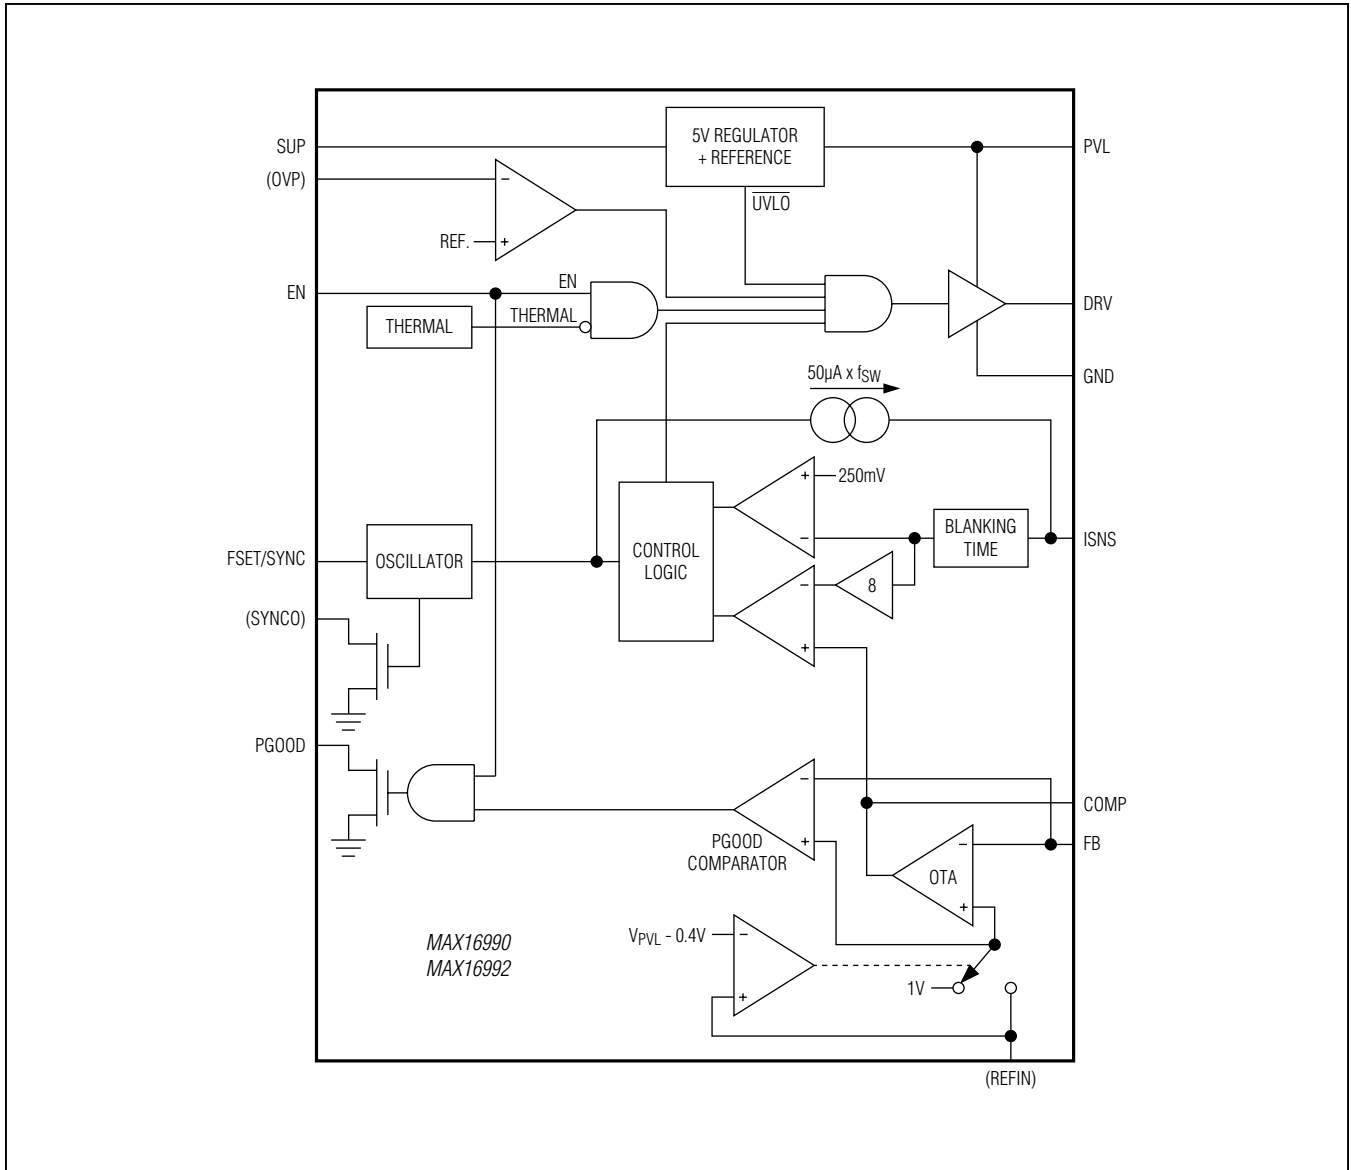 SUP
5V REGULATOR
+ REFERENCE
PVL
(OVP)
−
UVLO
REF.
+
EN
EN
THERMAL
THERMAL
DRV
GND
50µA x fSW
+
250mV
−
BLANKING
TIME
ISNS
FSET/SYNC
OSCILLATOR
CONTROL
LOGIC
−
8
(SYNCO)
+
PGOOD
−
COMP
PGOOD
COMPARATOR
+
−
FB
OTA
+
VPVL - 0.4V
−
MAX16990
MAX16992
1V
+
(REFIN)